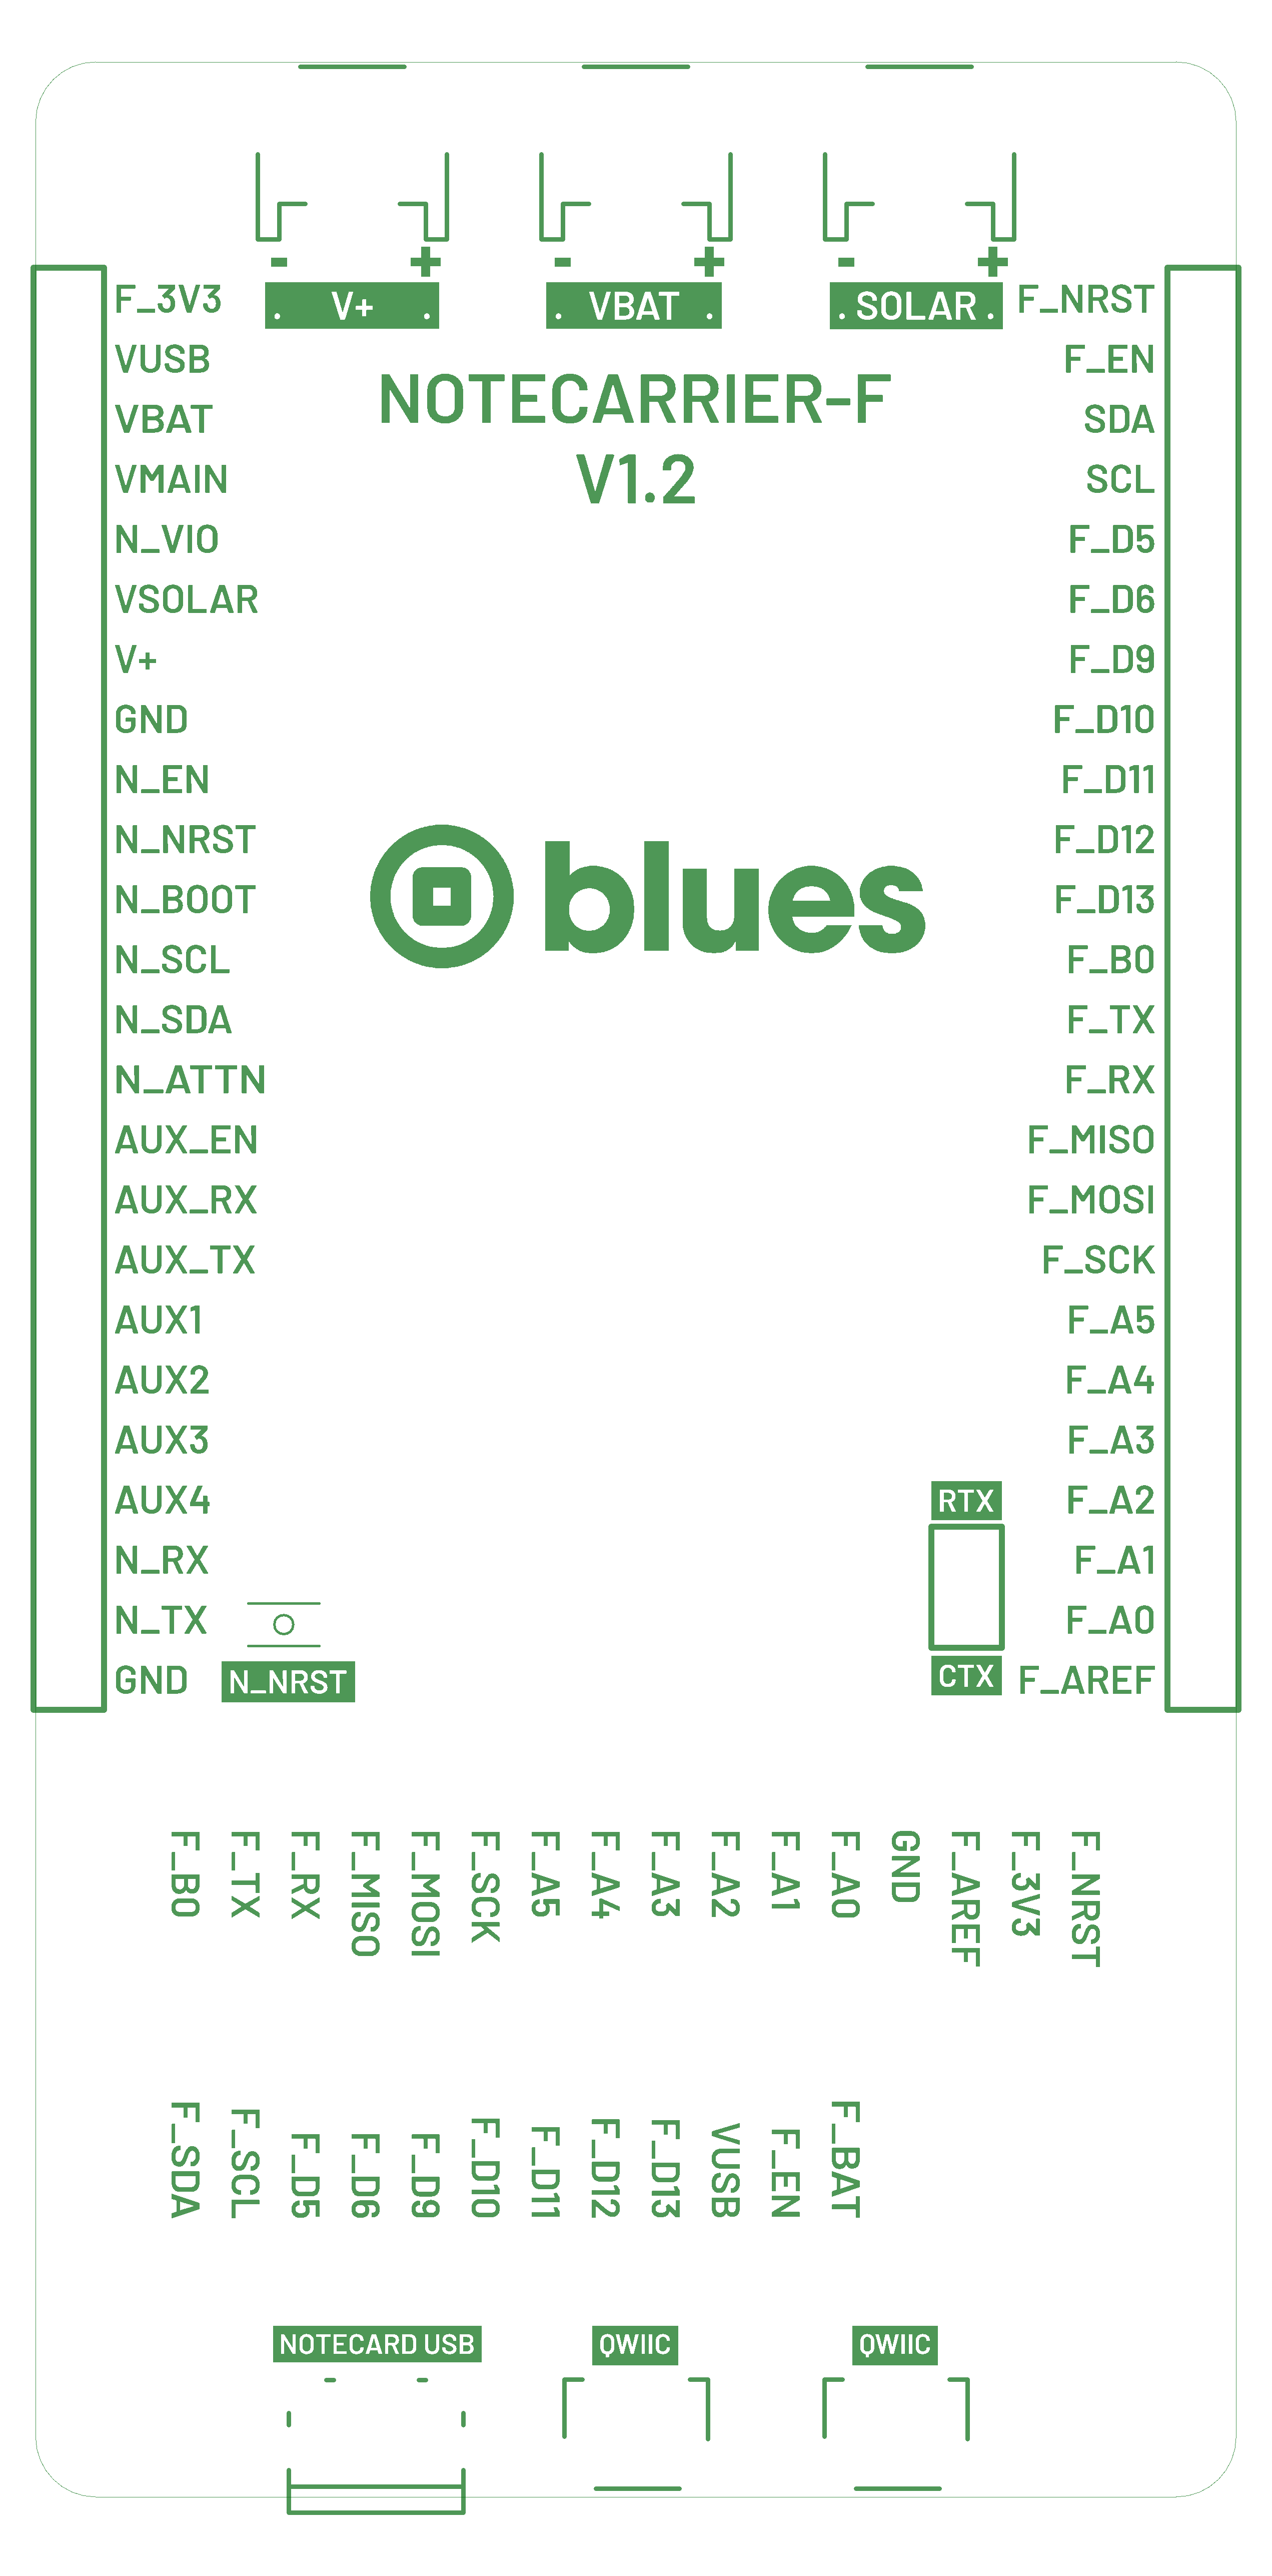 - + - + - +
. V+ . . VBAT . . SOLAR .
NOTECARRIER-F
V1.2
F_3V3
VUSB
VBAT
VMAIN
N_VIO
VSOLAR
V+
GND
N_EN
N_NRST
N_BOOT
N_SCL
N_SDA
N_ATTN
AUX_EN
AUX_RX
AUX_TX
AUX1
AUX2
AUX3
AUX4
N_RX
N_TX
GND
blues
N_NRST
RTX
CTX
F_NRST
F_EN
SDA
SCL
F_D5
F_D6
F_D9
F_D10
F_D11
F_D12
F_D13
F_B0
F_TX
F_RX
F_MISO
F_MOSI
F_SCK
F_A5
F_A4
F_A3
F_A2
F_A1
F_A0
F_AREF
F_B0
F_TX
F_RX
F_MISO
F_MOSI
F_SCK
F_A5
F_A4
F_A3
F_A2
F_A1
F_A0
GND
F_AREF
F_3V3
F_NRST
F_SDA
F_SCL
F_D5
F_D6
F_D9
F_D10
F_D11
F_D12
F_D13
VUSB
F_EN
F_BAT
NOTECARD USB
QWIIC
QWIIC